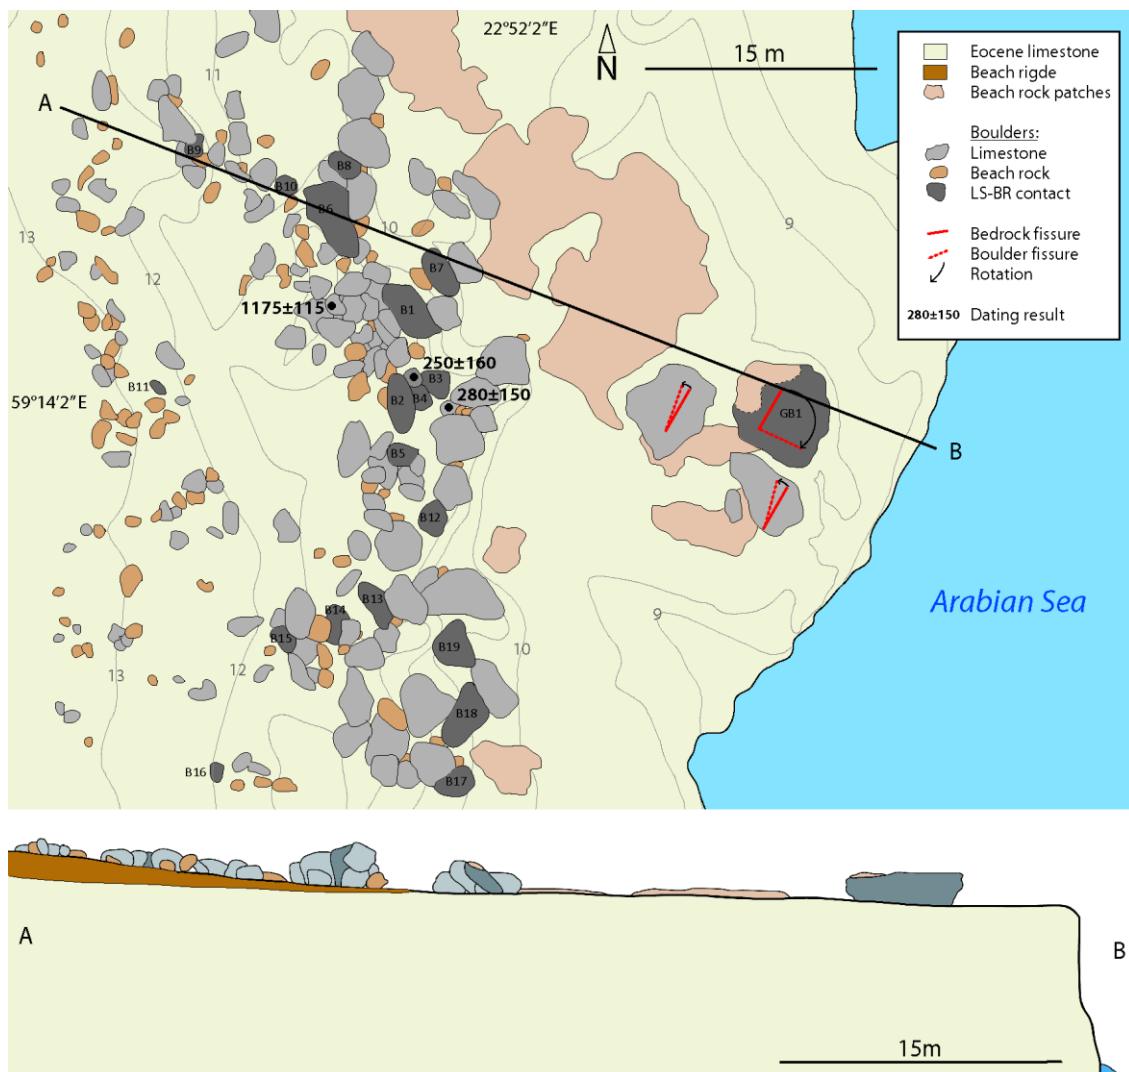 22°52'2"E
N
15 m
A
11
13
12
10
9
B9
B10
B8
B6
B7
B1
1175±115
250±160
B3
280±150
B4
B2
B11
59°14'2"E
B5
B12
GB1
B
B13
B14
B15
B19
B18
B17
B16
13
12
10
9
Arabian Sea
Eocene limestone
Beach rigde
Beach rock patches
Boulders:
Limestone
Beach rock
LS-BR contact
Bedrock fissure
Boulder fissure
Rotation
280±150 Dating result
A
B
15m